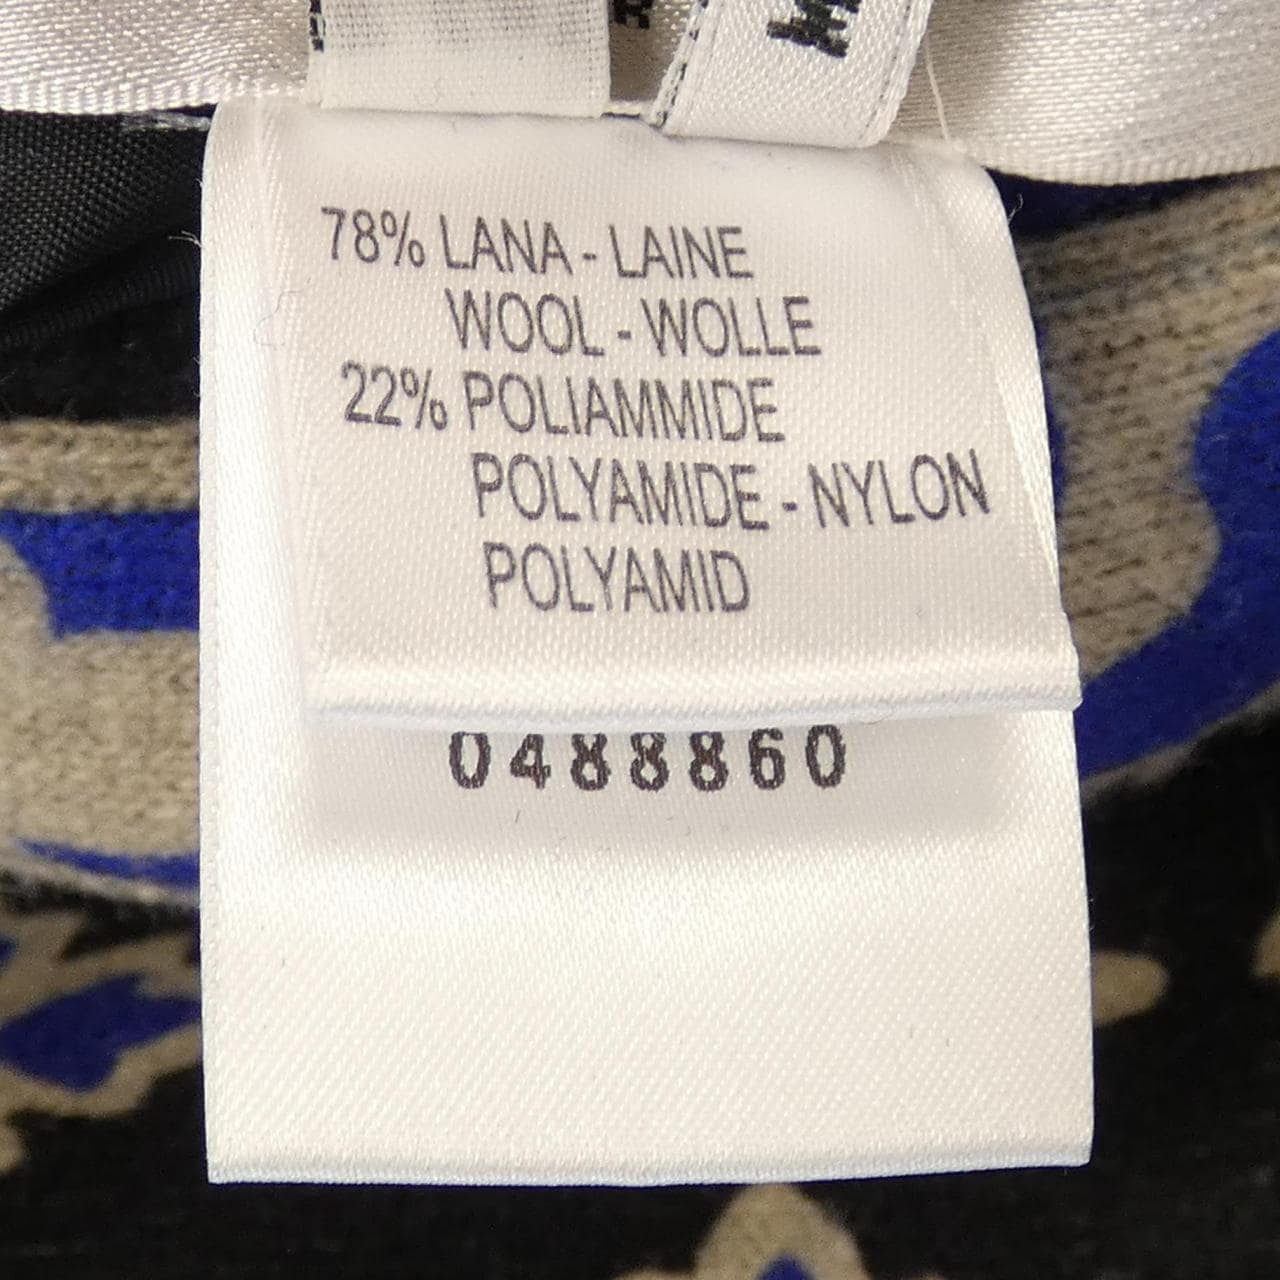 78% LANA - LAINE
WOOL - WOLLE
22% POLIAMMIDE
POLYAMIDE - NYLON
POLYAMID
0488860